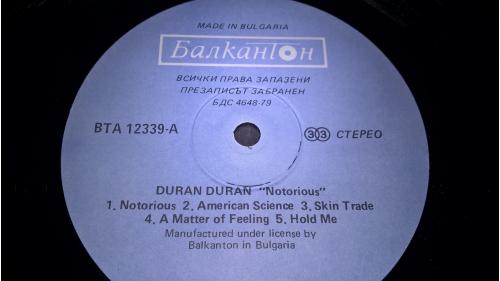 MADE IN BULGARIA
Балкантон
ВСИЧКИ ПРАВА ЗАПАЗЕНИ
ПРЕЗАПИСЪТ ЗАБРАНЕН
БДС 4648-79
ВТА 12339-A
33 СТЕРЕО
DURAN DURAN "Notorious"
1. Notorious 2. American Science 3. Skin Trade
4. A Matter of Feeling 5. Hold Me
Manufactured under license by
Balkanton in Bulgaria